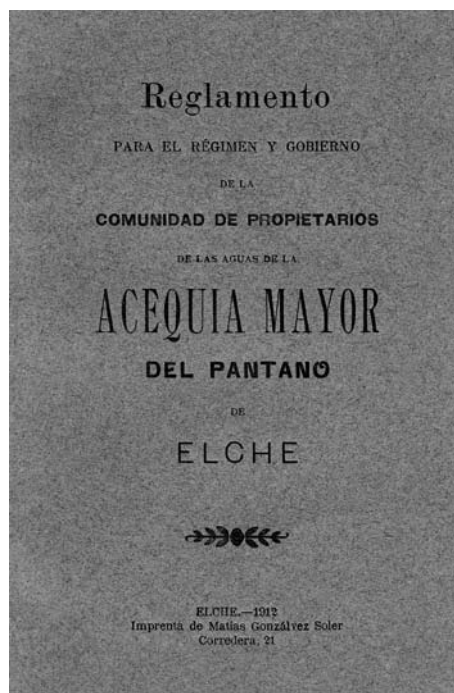 Reglamento
PARA EL RÉGIMEN Y GOBIERNO
DE LA
COMUNIDAD DE PROPIETARIOS
DE LAS AGUAS DE LA
ACEQUIA MAYOR
DEL PANTANO
DE
ELCHE
ELCHE.—1912
Imprenta de Matías Gonzálvez Soler
Corredera, 21